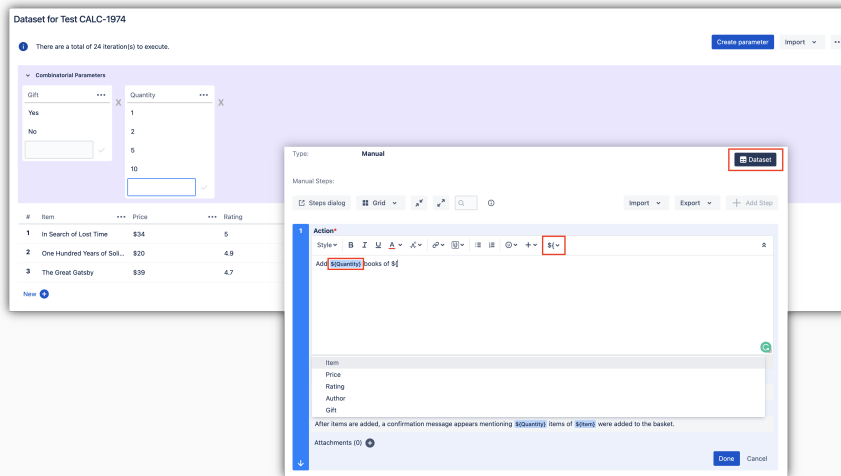 Dataset for Test CALC-1974
There are a total of 24 iteration(s) to execute.
Create parameter Import
Combinatorial Parameters
Gift ••• X Quantity ••• X
Yes 1
No 2
5
10
# Item ••• Price ••• Rating
1 In Search of Lost Time $34 5
2 One Hundred Years of Soli... $20 4.9
3 The Great Gatsby $39 4.7
New
Type: Manual
Dataset
Manual Steps:
Steps dialog Grid Import Export Add Step
1 Action*
Style B I U A ${
Add ${Quantity} books of ${
Item
Price
Rating
Author
Gift
After items are added, a confirmation message appears mentioning ${Quantity} items of ${Item} were added to the basket.
Attachments (0)
Done Cancel